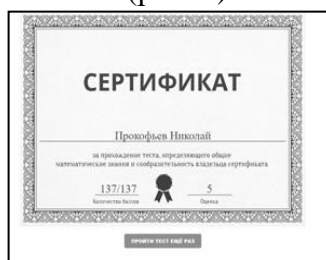 СЕРТИФИКАТ
Прокофьев Николай
за прохождение теста, определяющего общие
математические знания и сообразительность владельца сертификата
137/137 5
Количество баллов Оценка
ПРОЙТИ ТЕСТ ЕЩЁ РАЗ